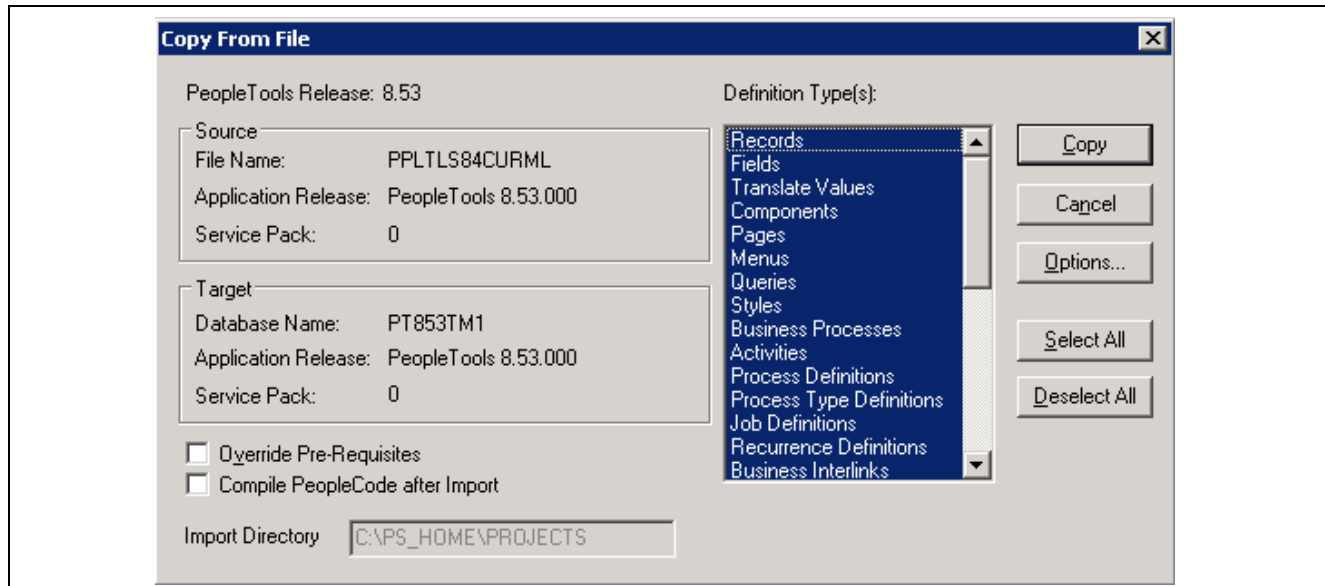 Copy From File
PeopleTools Release: 8.53
Source
File Name: PPLTLS84CURML
Application Release: PeopleTools 8.53.000
Service Pack: 0
Target
Database Name: PT853TM1
Application Release: PeopleTools 8.53.000
Service Pack: 0
Override Pre-Requisites
Compile PeopleCode after Import
Import Directory C:\PS_HOME\PROJECTS
Definition Type(s):
Records
Fields
Translate Values
Components
Pages
Menus
Queries
Styles
Business Processes
Activities
Process Definitions
Process Type Definitions
Job Definitions
Recurrence Definitions
Business Interlinks
Copy
Cancel
Options...
Select All
Deselect All